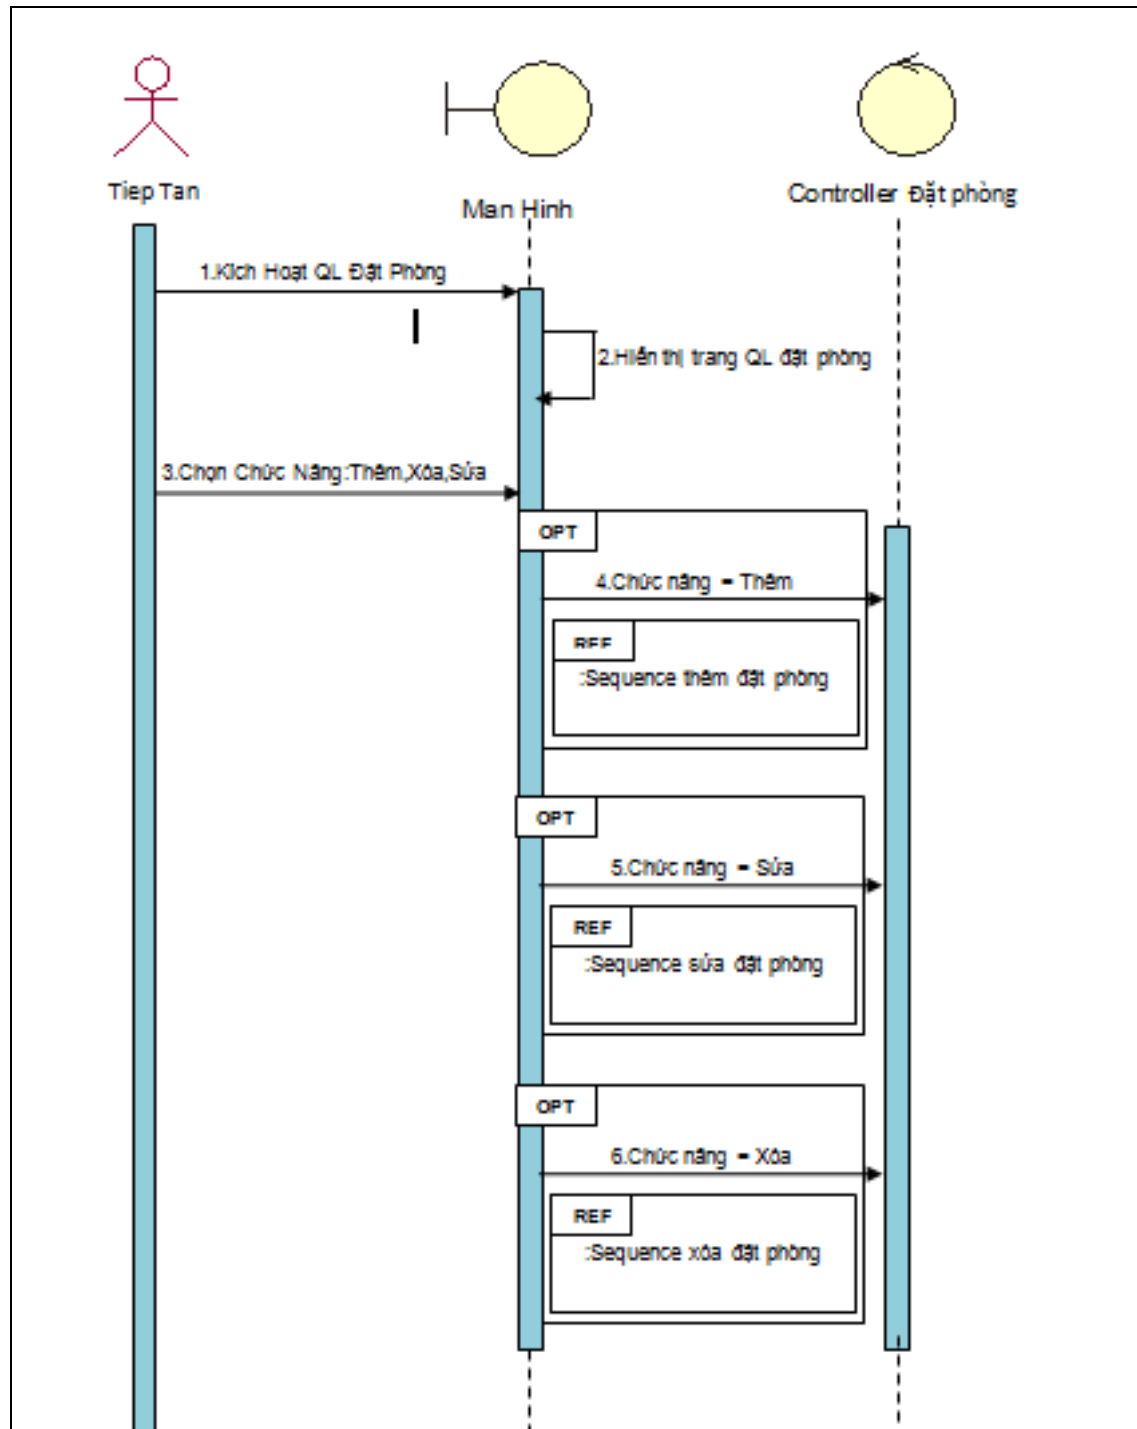 Tiep Tan
Man Hinh
Controller Đặt phòng
1.Kích Hoạt QL Đặt Phòng
2.Hiển thị trang QL đặt phòng
3.Chọn Chức Năng:Thêm,Xóa,Sửa
OPT
4.Chức năng = Thêm
REF
:Sequence thêm đặt phòng
OPT
5.Chức năng = Sửa
REF
:Sequence sửa đặt phòng
OPT
6.Chức năng = Xóa
REF
:Sequence xóa đặt phòng